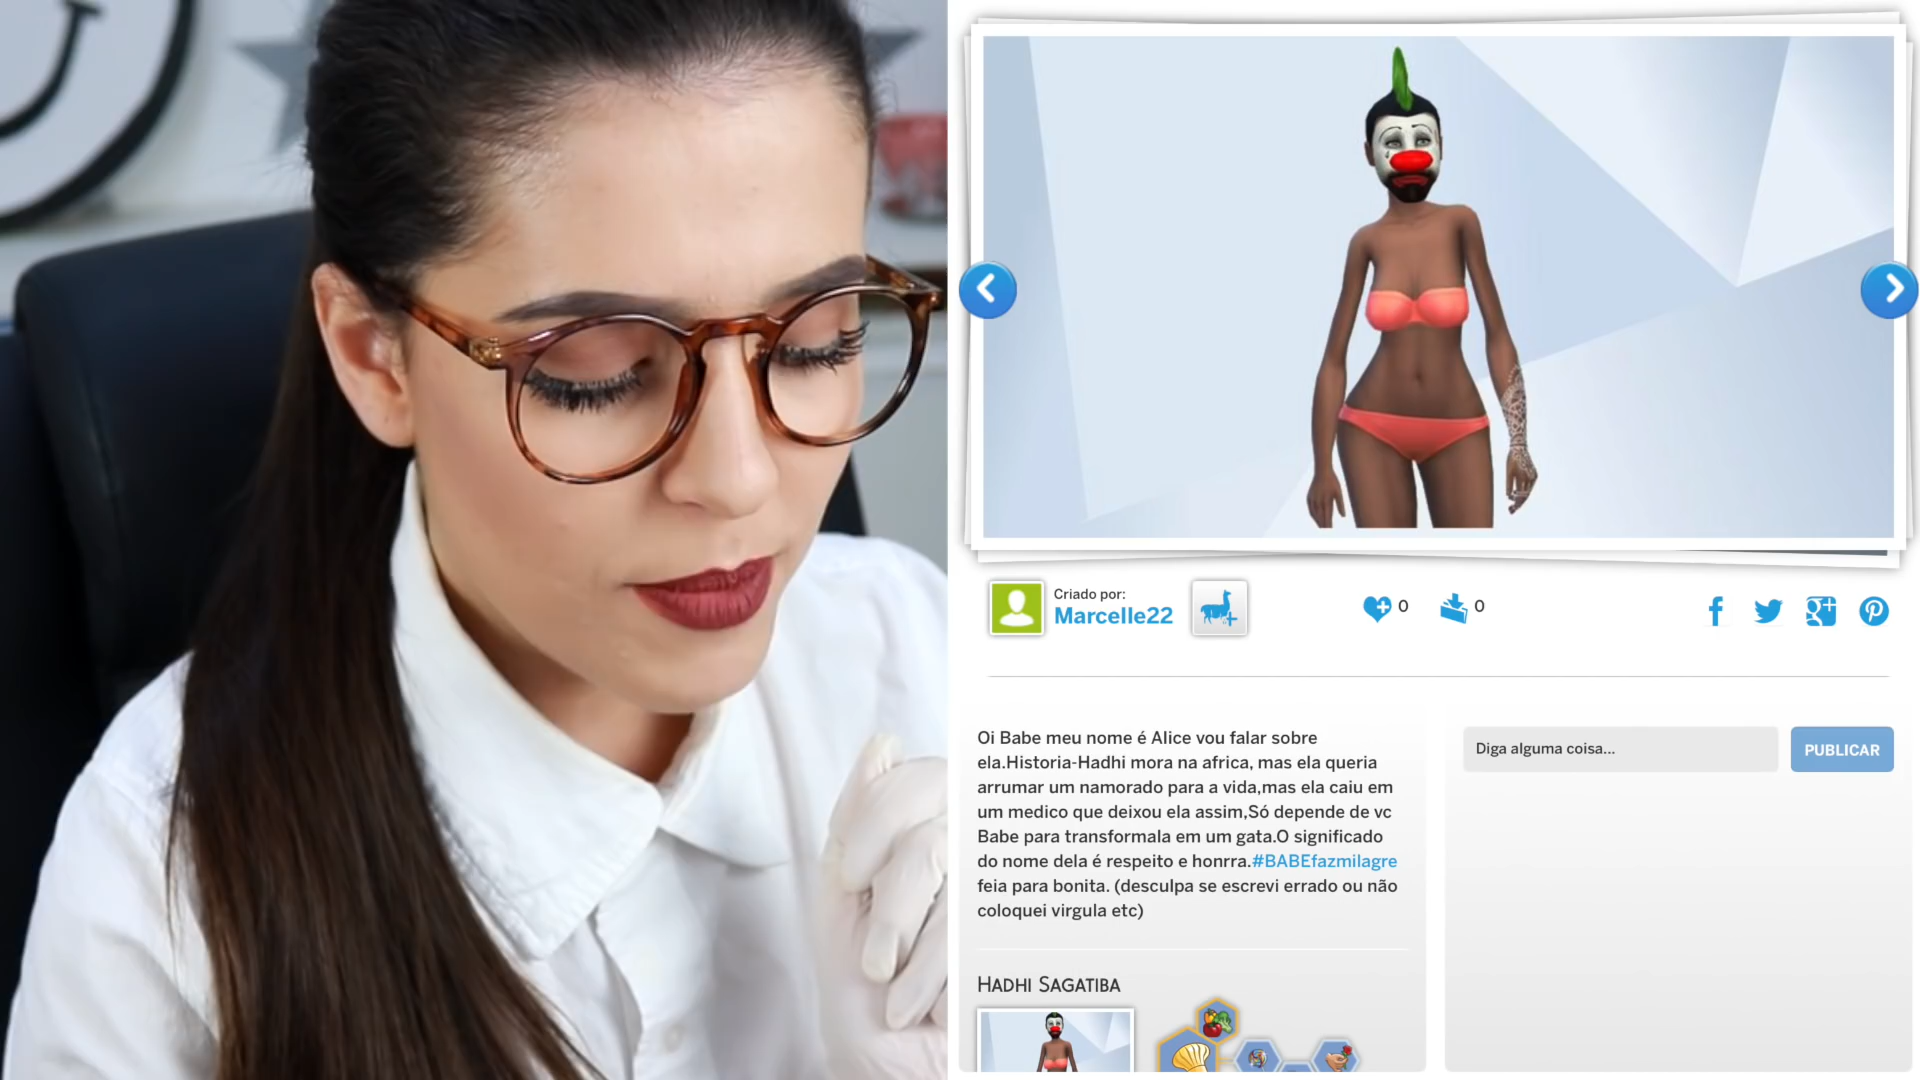 Criado por:
Marcelle22
0
0
Oi Babe meu nome é Alice vou falar sobre
ela.Historia-Hadhi mora na africa, mas ela queria
arrumar um namorado para a vida,mas ela caiu em
um medico que deixou ela assim,Só depende de vc
Babe para transformala em um gata.O significado
do nome dela é respeito e honrra.#BABEfazmilagre
feia para bonita. (desculpa se escrevi errado ou não
coloquei virgula etc)
Diga alguma coisa...
PUBLICAR
HADHI SAGATIBA